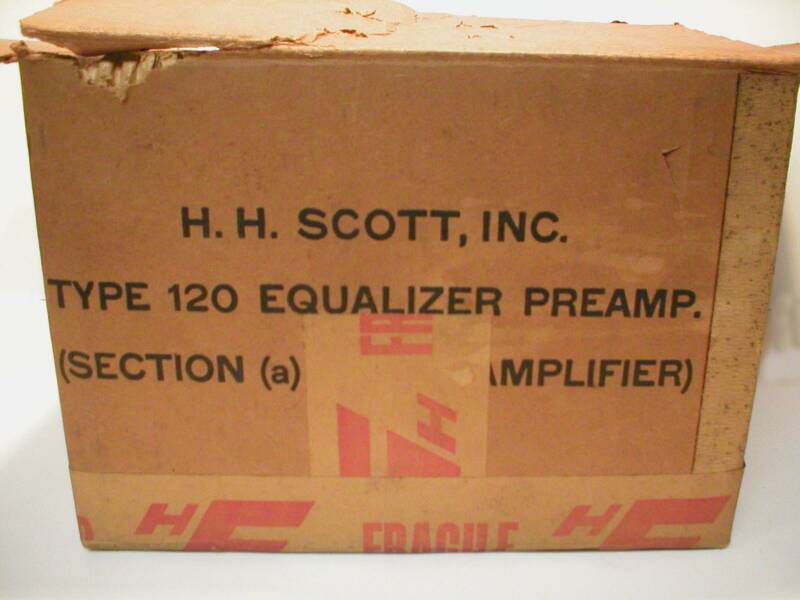 H. H. SCOTT, INC.
TYPE 120 EQUALIZER PREAMP.
(SECTION (a) AMPLIFIER)
H
H FRAGILE H